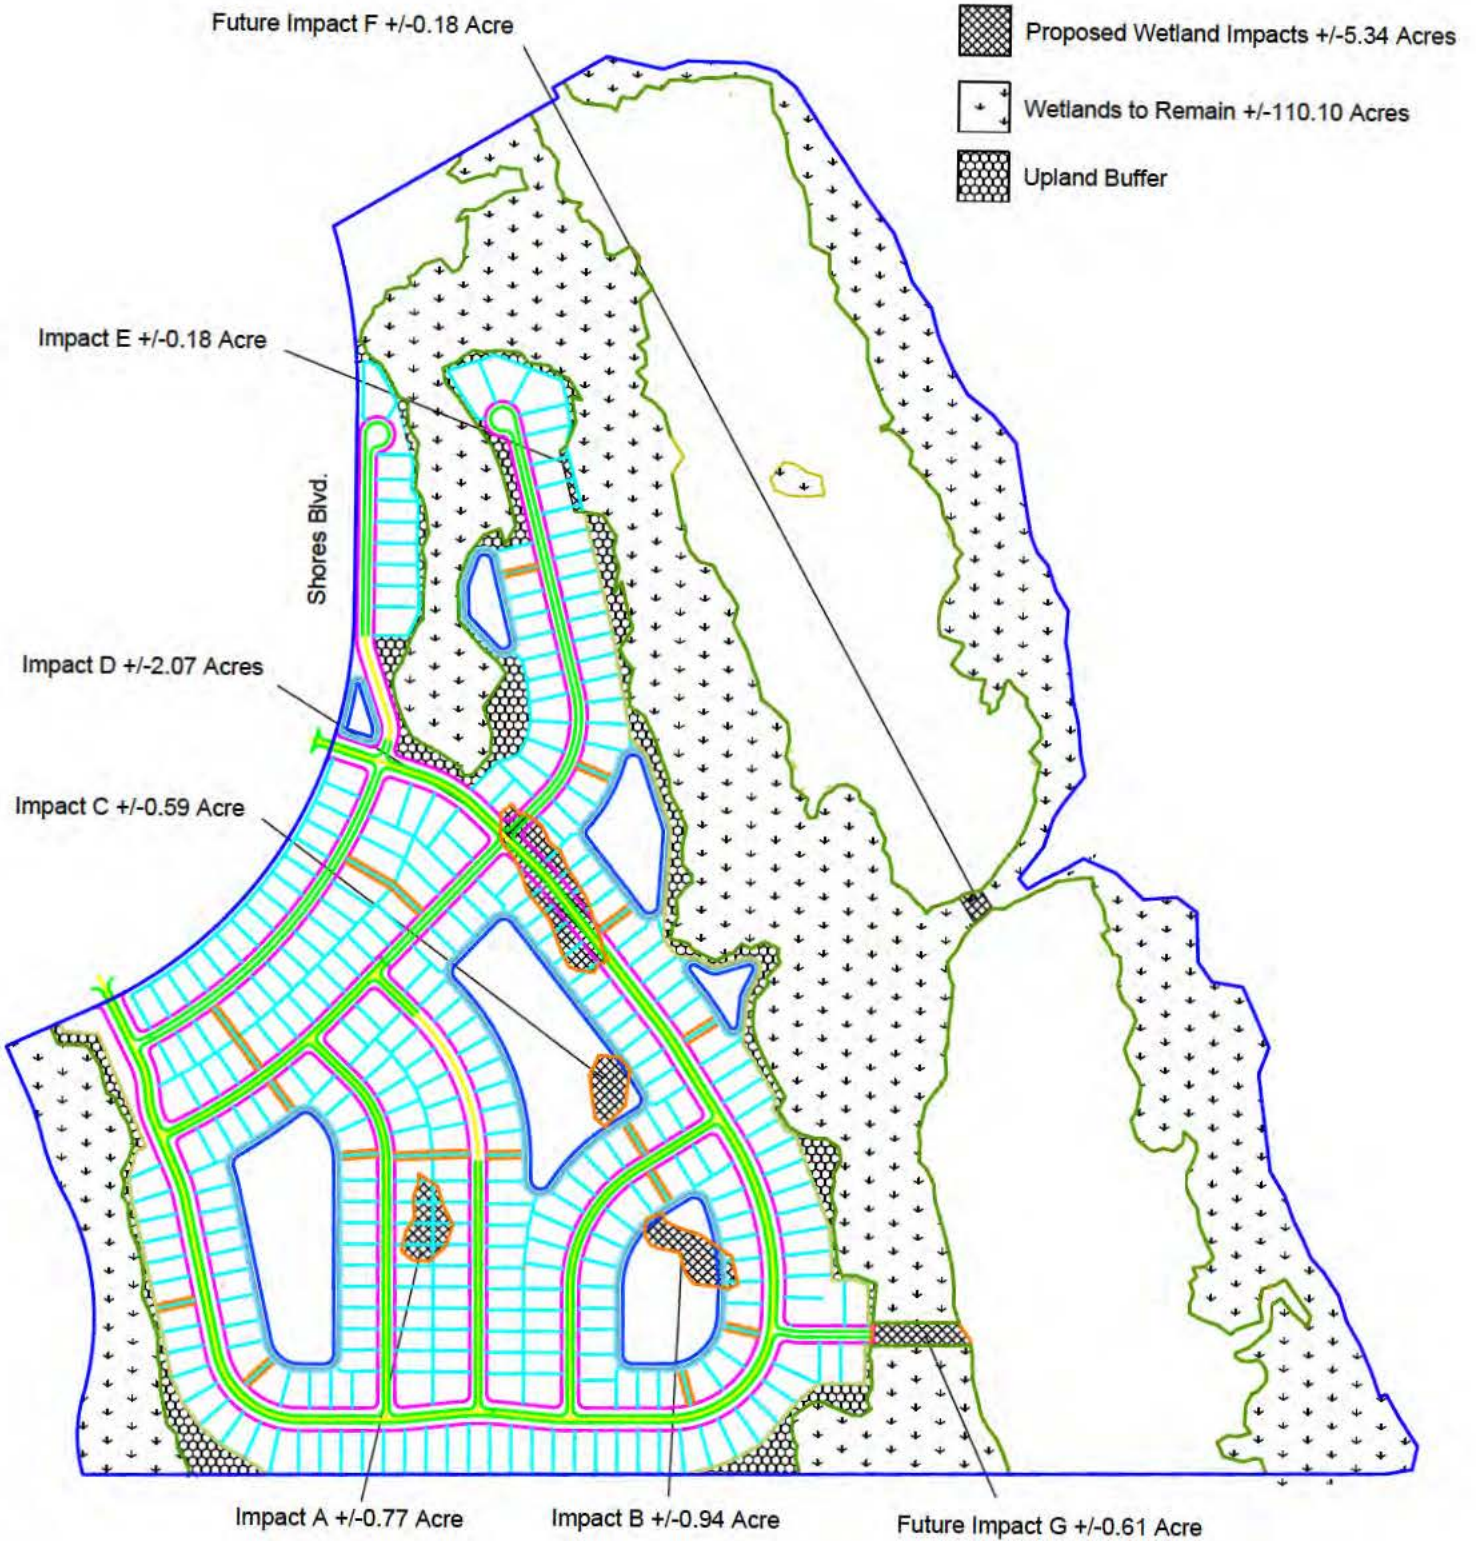 Future Impact F +/-0.18 Acre
Proposed Wetland Impacts +/-5.34 Acres
Wetlands to Remain +/-110.10 Acres
Upland Buffer
Impact E +/-0.18 Acre
Shores Blvd.
Impact D +/-2.07 Acres
Impact C +/-0.59 Acre
Impact A +/-0.77 Acre
Impact B +/-0.94 Acre
Future Impact G +/-0.61 Acre